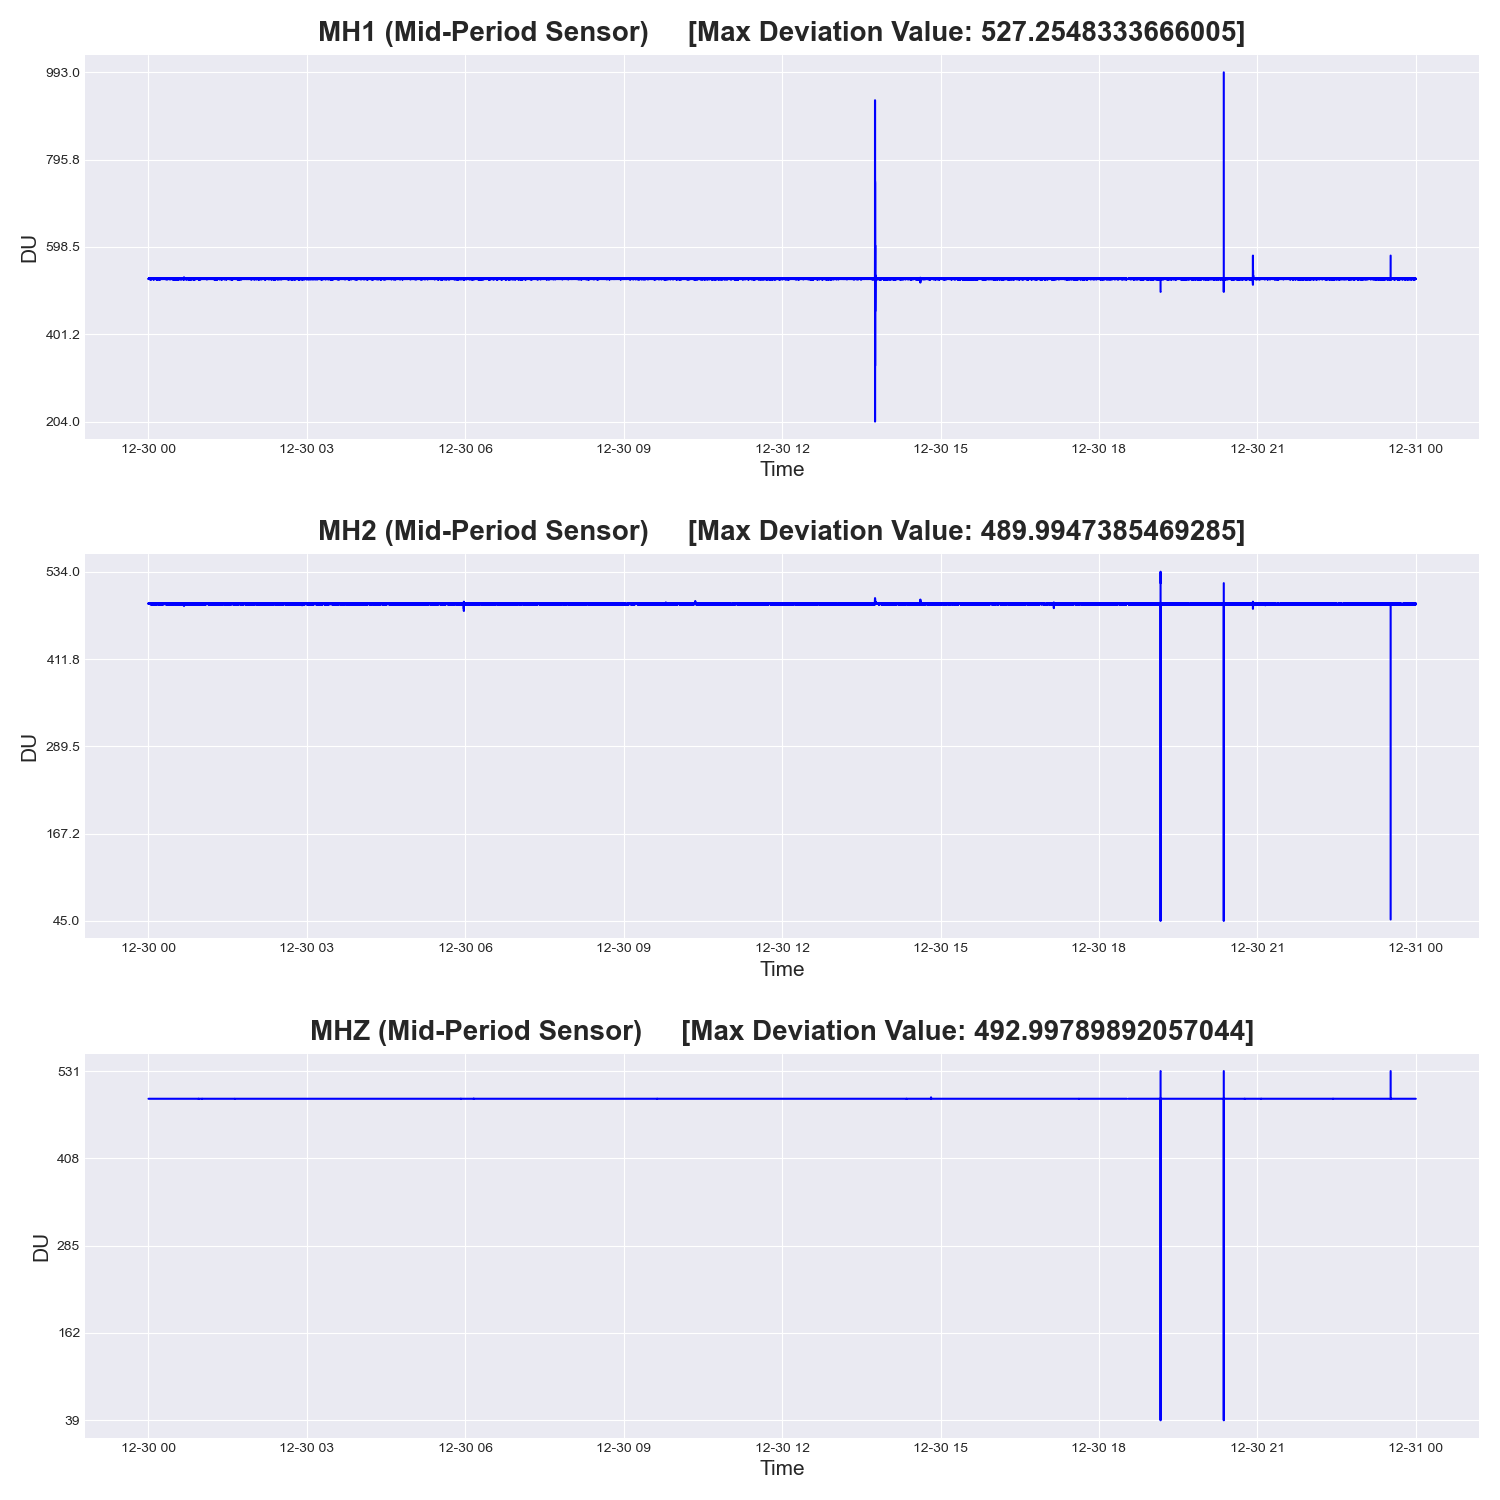 MH1 (Mid-Period Sensor) [Max Deviation Value: 527.2548333666005]
993.0
795.8
598.5
401.2
204.0
DU
12-30 00 12-30 03 12-30 06 12-30 09 12-30 12 12-30 15 12-30 18 12-30 21 12-31 00
Time
MH2 (Mid-Period Sensor) [Max Deviation Value: 489.9947385469285]
534.0
411.8
289.5
167.2
45.0
DU
12-30 00 12-30 03 12-30 06 12-30 09 12-30 12 12-30 15 12-30 18 12-30 21 12-31 00
Time
MHZ (Mid-Period Sensor) [Max Deviation Value: 492.99789892057044]
531
408
285
162
39
DU
12-30 00 12-30 03 12-30 06 12-30 09 12-30 12 12-30 15 12-30 18 12-30 21 12-31 00
Time